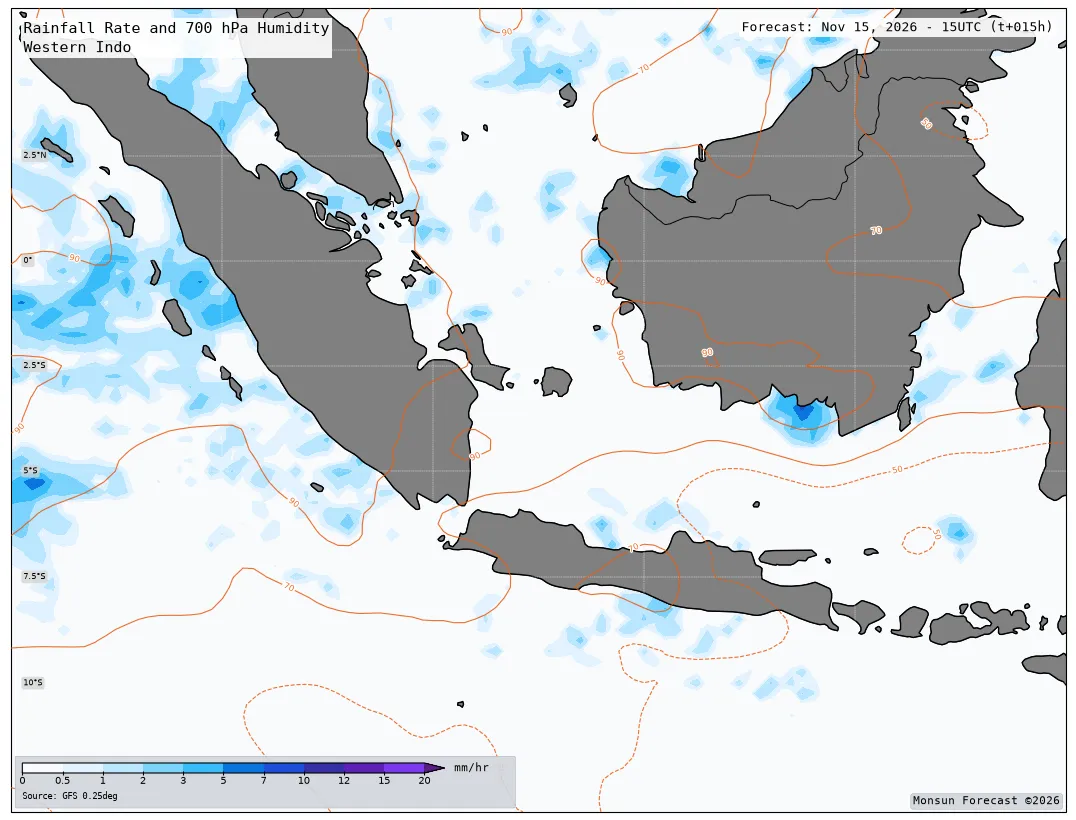 Rainfall Rate and 700 hPa Humidity
Western Indo
Forecast: Nov 15, 2026 - 15UTC (t+015h)
90
70
50
2.5°N
70
90
0°
90
90
90
2.5°S
90
90
50
5°S
90
50
70
7.5°S
70
10°S
mm/hr
0 0.5 1 2 3 5 7 10 12 15 20
Source: GFS 0.25deg
Monsun Forecast ©2026